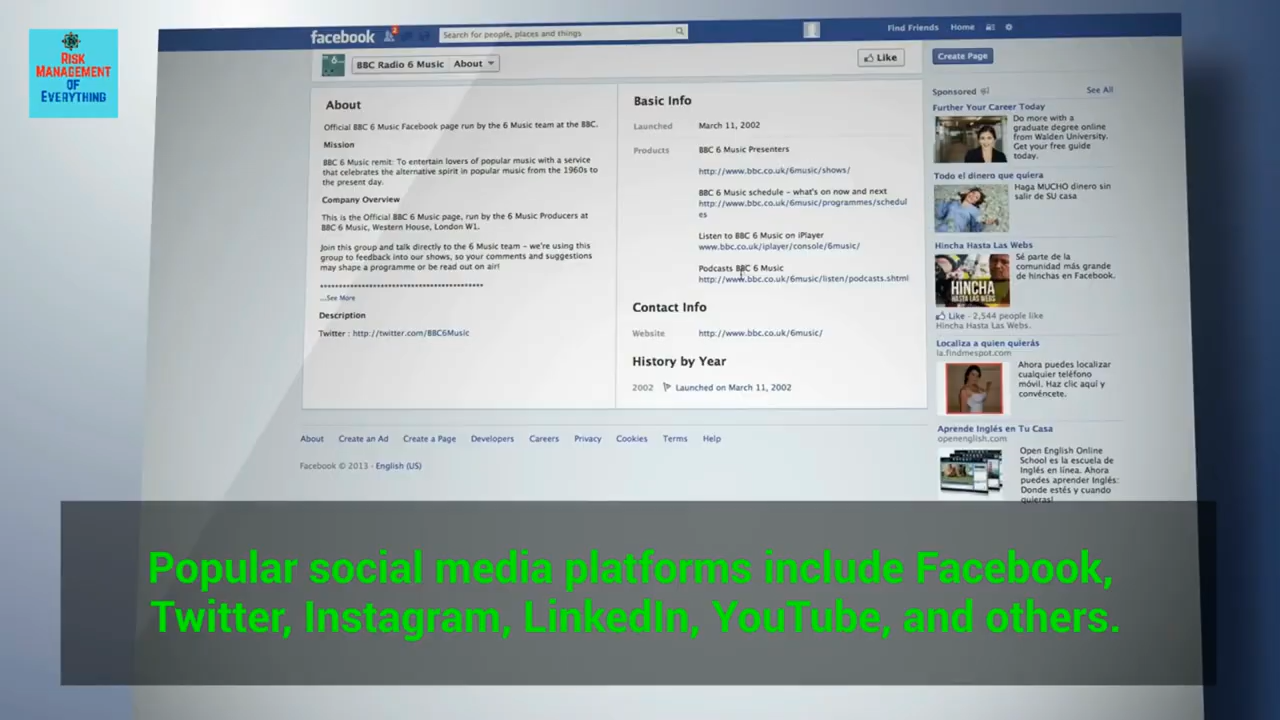 RISK
MANAGEMENT
OF
EVERYTHING
facebook
2
Search for people, places and things
Find Friends
Home
BBC Radio 6 Music
About
Like
Create Page
About
Official BBC 6 Music Facebook page run by the 6 Music team at the BBC.
Mission
BBC 6 Music remit: To entertain lovers of popular music with a service
that celebrates the alternative spirit in popular music from the 1960s to
the present day.
Company Overview
This is the Official BBC 6 Music page, run by the 6 Music Producers at
BBC 6 Music, Western House, London W1.
Join this group and talk directly to the 6 Music team – we're using this
group to feedback into our shows, so your comments and suggestions
may shape a programme or be read out on air!
...See More
Description
Twitter : http://twitter.com/BBC6Music
Basic Info
Launched March 11, 2002
Products BBC 6 Music Presenters
http://www.bbc.co.uk/6music/shows/
BBC 6 Music schedule – what's on now and next
http://www.bbc.co.uk/6music/programmes/schedul
es
Listen to BBC 6 Music on iPlayer
www.bbc.co.uk/iplayer/console/6music/
Podcasts BBC 6 Music
http://www.bbc.co.uk/6music/listen/podcasts.shtml
Contact Info
Website http://www.bbc.co.uk/6music/
History by Year
2002 Launched on March 11, 2002
Sponsored
See All
Further Your Career Today
Do more with a
graduate degree online
from Walden University.
Get your free guide
today.
Todo el dinero que quiera
Haga MUCHO dinero sin
salir de SU casa
Hincha Hasta Las Webs
HINCHA
HASTA LAS WEBS
Sé parte de la
comunidad más grande
de hinchas en Facebook.
Like · 2,544 people like
Hincha Hasta Las Webs.
Localiza a quien quierás
la.findmespot.com
Ahora puedes localizar
cualquier teléfono
móvil. Haz clic aquí y
convéncete.
Aprende Inglés en Tu Casa
openenglish.com
Open English Online
School es la escuela de
Inglés en línea. Ahora
puedes aprender Inglés:
Donde estés y cuando
quieras!
About Create an Ad Create a Page Developers Careers Privacy Cookies Terms Help
Facebook © 2013 · English (US)
Popular social media platforms include Facebook,
Twitter, Instagram, LinkedIn, YouTube, and others.